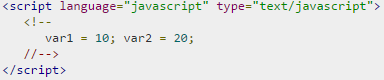 <script language="javascript" type="text/javascript">
<!--
var1 = 10; var2 = 20;
//-->
</script>